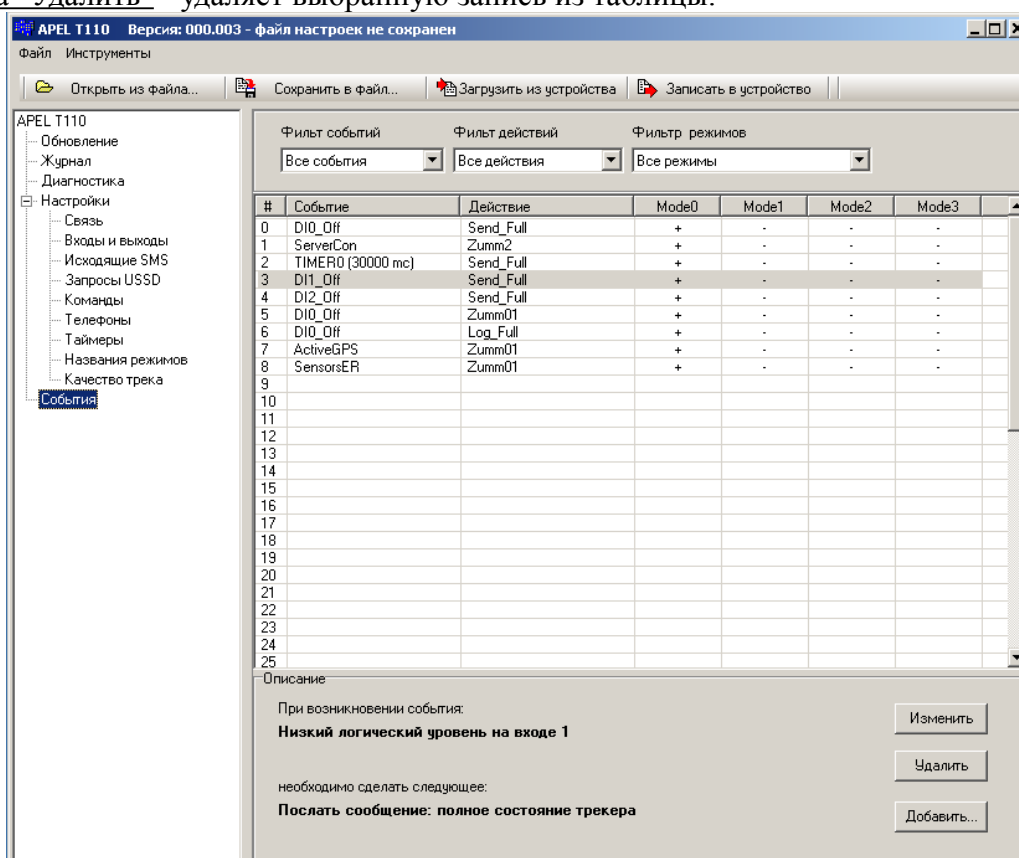 "Удалить" – удаляет выбранную запись из таблицы.
APEL T110 Версия: 000.003 - файл настроек не сохранен
Файл Инструменты
Открыть из файла... Сохранить в файл... Загрузить из устройства Записать в устройство
APEL T110
Обновление
Журнал
Диагностика
Настройки
Связь
Входы и выходы
Исходящие SMS
Запросы USSD
Команды
Телефоны
Таймеры
Названия режимов
Качество трека
События
Фильт событий Фильт действий Фильтр режимов
Все события Все действия Все режимы
# Событие Действие Mode0 Mode1 Mode2 Mode3
0 DI0_Off Send_Full + - - -
1 ServerCon Zumm2 + - - -
2 TIMER0 (30000 mc) Send_Full + - - -
3 DI1_Off Send_Full + - - -
4 DI2_Off Send_Full + - - -
5 DI0_Off Zumm01 + - - -
6 DI0_Off Log_Full + - - -
7 ActiveGPS Zumm01 + - - -
8 SensorsER Zumm01 + - - -
9
10
11
12
13
14
15
16
17
18
19
20
21
22
23
24
25
Описание
При возникновении события:
Низкий логический уровень на входе 1
необходимо сделать следующее:
Послать сообщение: полное состояние трекера
Изменить
Удалить
Добавить...